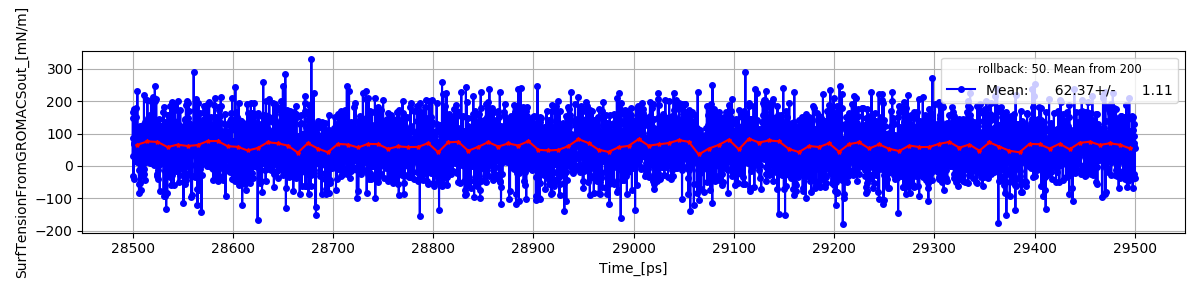 SurfTensionFromGROMACSout_[mN/m]
300
200
100
0
−100
−200
rollback: 50. Mean from 200
Mean: 62.37+/- 1.11
28500 28600 28700 28800 28900 29000 29100 29200 29300 29400 29500
Time_[ps]